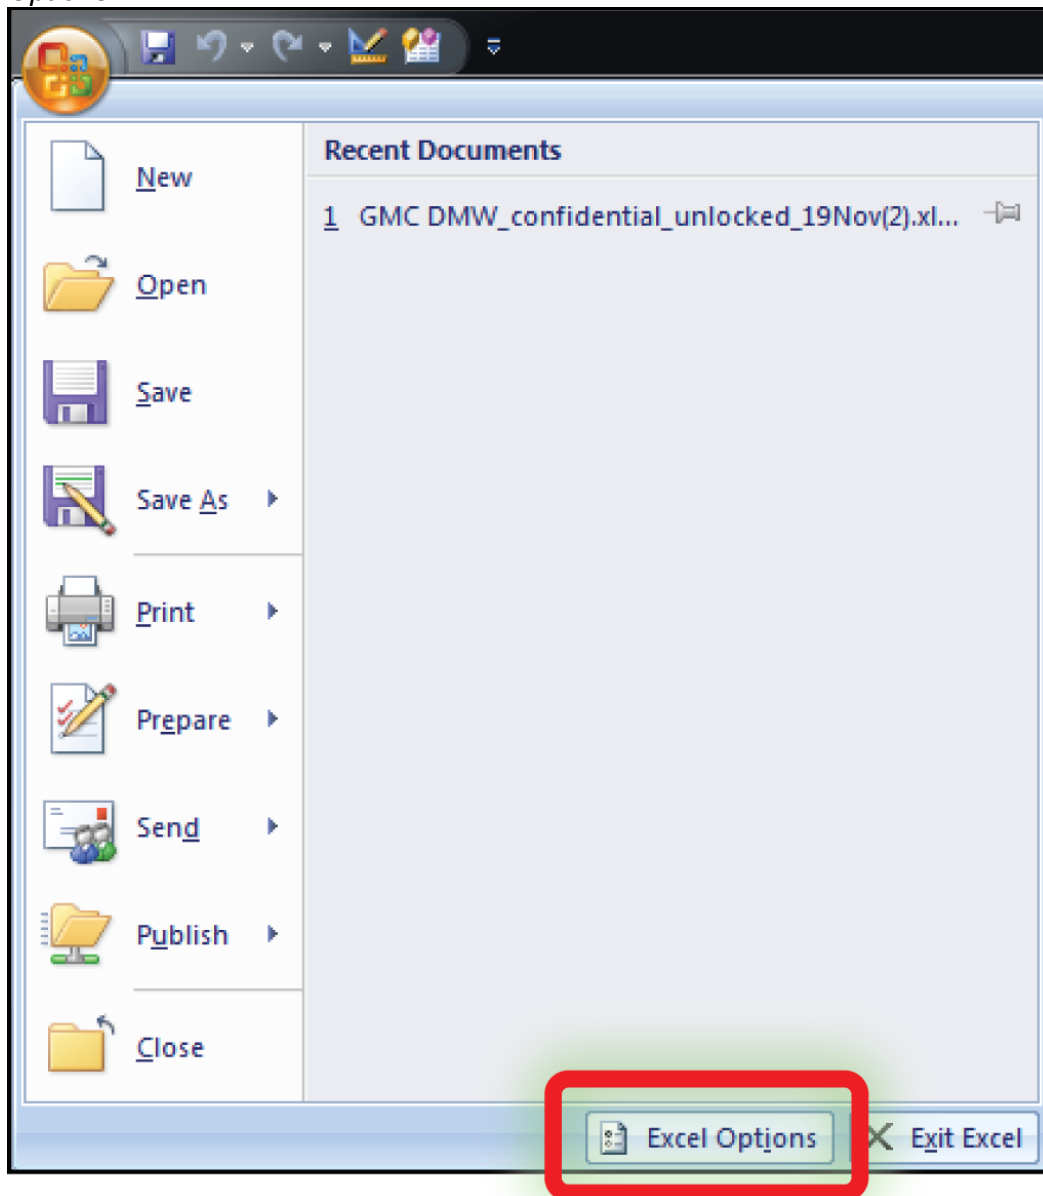 Recent Documents
New
1 GMC DMW_confidential_unlocked_19Nov(2).xl...
Open
Save
Save As
Print
Prepare
Send
Publish
Close
Excel Options
Exit Excel